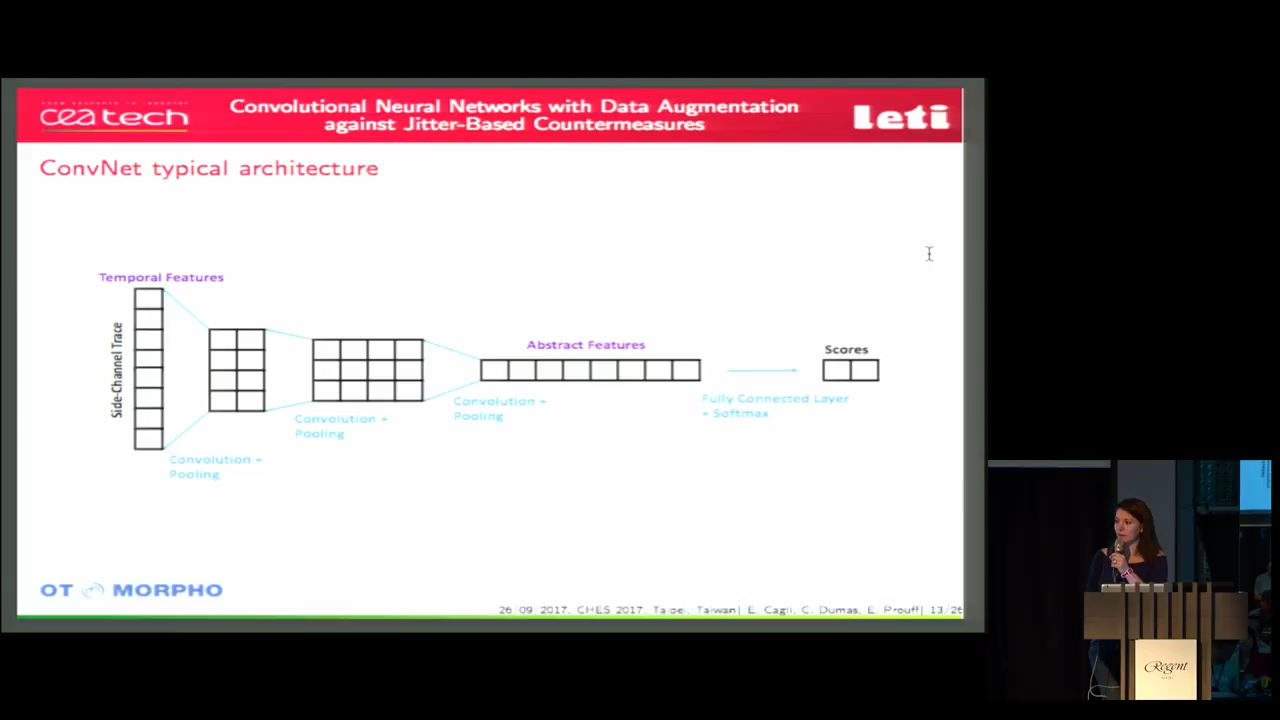 ceatech
Convolutional Neural Networks with Data Augmentation
against Jitter-Based Countermeasures
leti
ConvNet typical architecture
Temporal Features
Side-Channel Trace
Convolution +
Pooling
Convolution +
Pooling
Abstract Features
Convolution +
Pooling
Scores
Fully Connected Layer
+ Softmax
OT MORPHO
26/09/2017, CHES 2017, Taipei, Taiwan| E. Cagli, C. Dumas, E. Prouff| 13/26
Regent